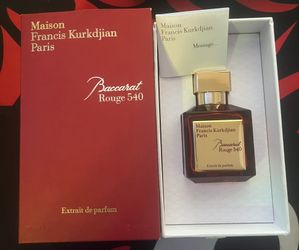 Maison
Francis Kurkdjian
Paris
Baccarat
Rouge 540
Extrait de parfum
Maison
Francis Kurkdjian
Paris
Maison
Francis Kurkdjian
Paris
Baccarat
Rouge 540
Extrait de parfum